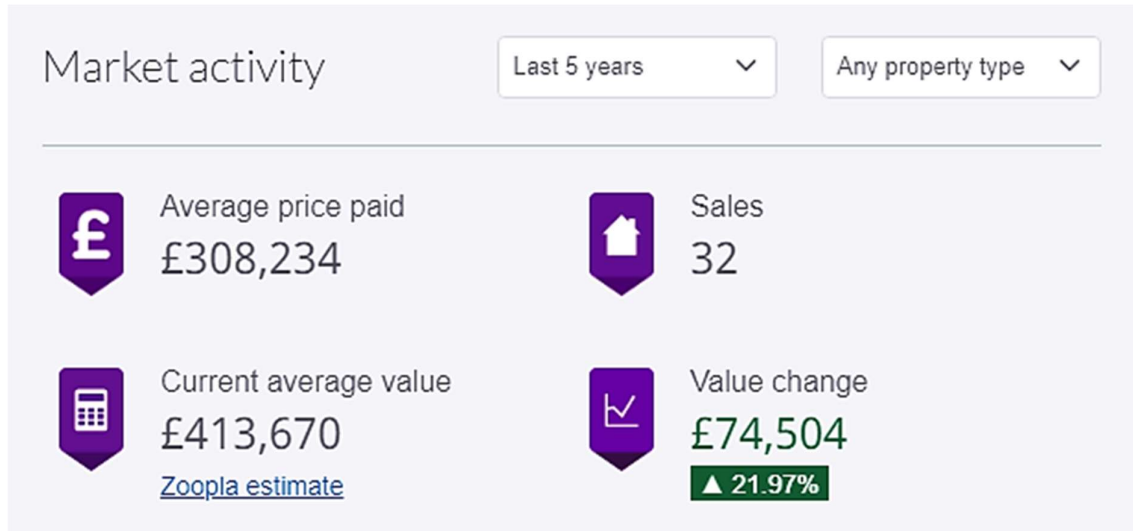 Market activity
Last 5 years
Any property type
£
Average price paid
£308,234
Sales
32
Current average value
£413,670
Zoopla estimate
Value change
£74,504
▲ 21.97%